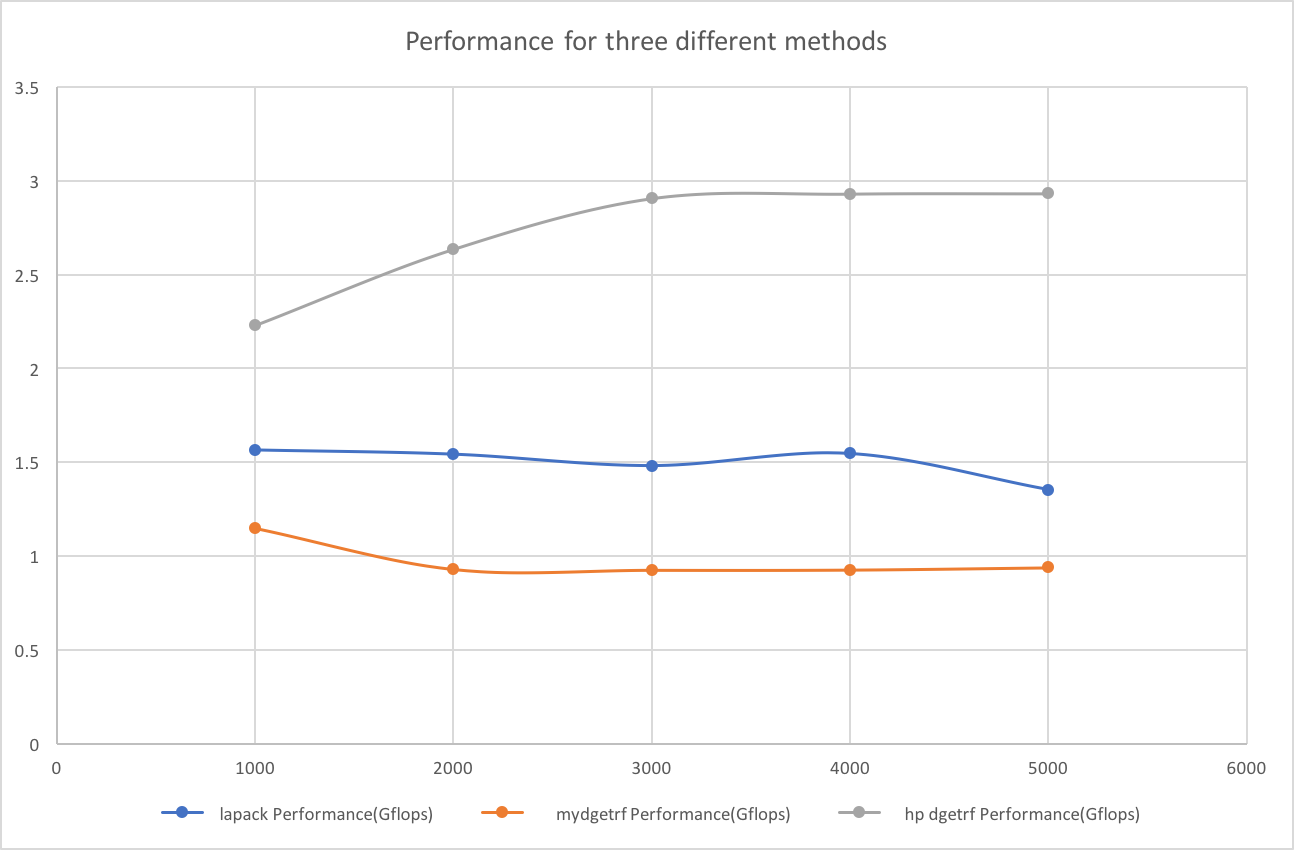 Performance for three different methods
3.5
3
2.5
2
1.5
1
0.5
0
0 1000 2000 3000 4000 5000 6000
lapack Performance(Gflops) mydgetrf Performance(Gflops) hp dgetrf Performance(Gflops)